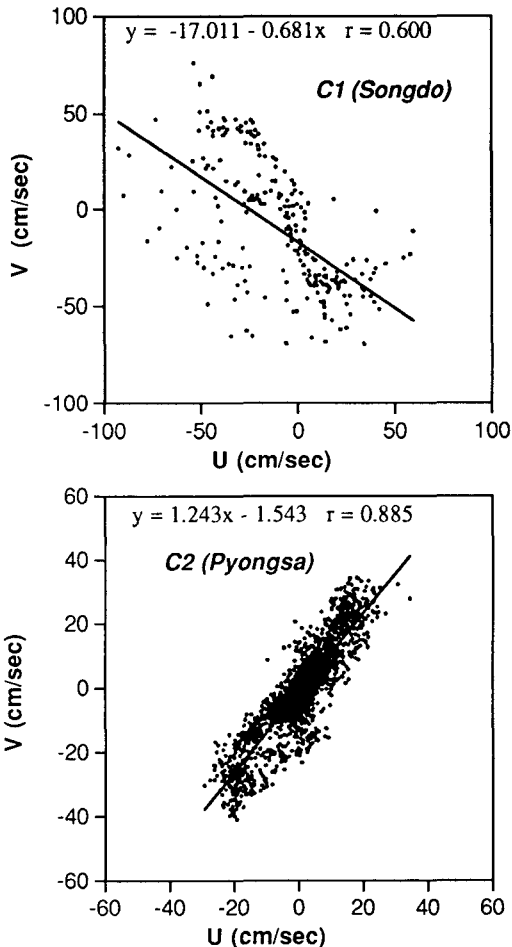 100
y = -17.011 - 0.681x r = 0.600
C1 (Songdo)
50
0
-50
-100
V (cm/sec)
-100 -50 0 50 100
U (cm/sec)
60
y = 1.243x - 1.543 r = 0.885
C2 (Pyongsa)
40
20
0
-20
-40
-60
V (cm/sec)
-60 -40 -20 0 20 40 60
U (cm/sec)